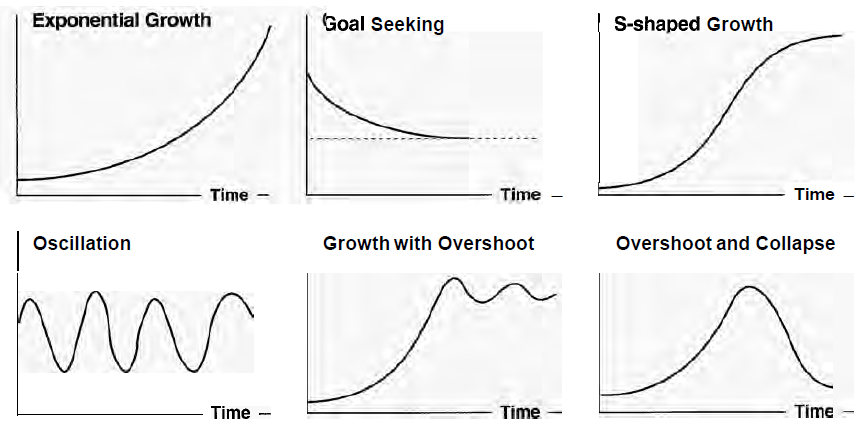 Exponential Growth
Goal Seeking
S-shaped Growth
Time
Time
Time
Oscillation
Growth with Overshoot
Overshoot and Collapse
Time
Time
Time